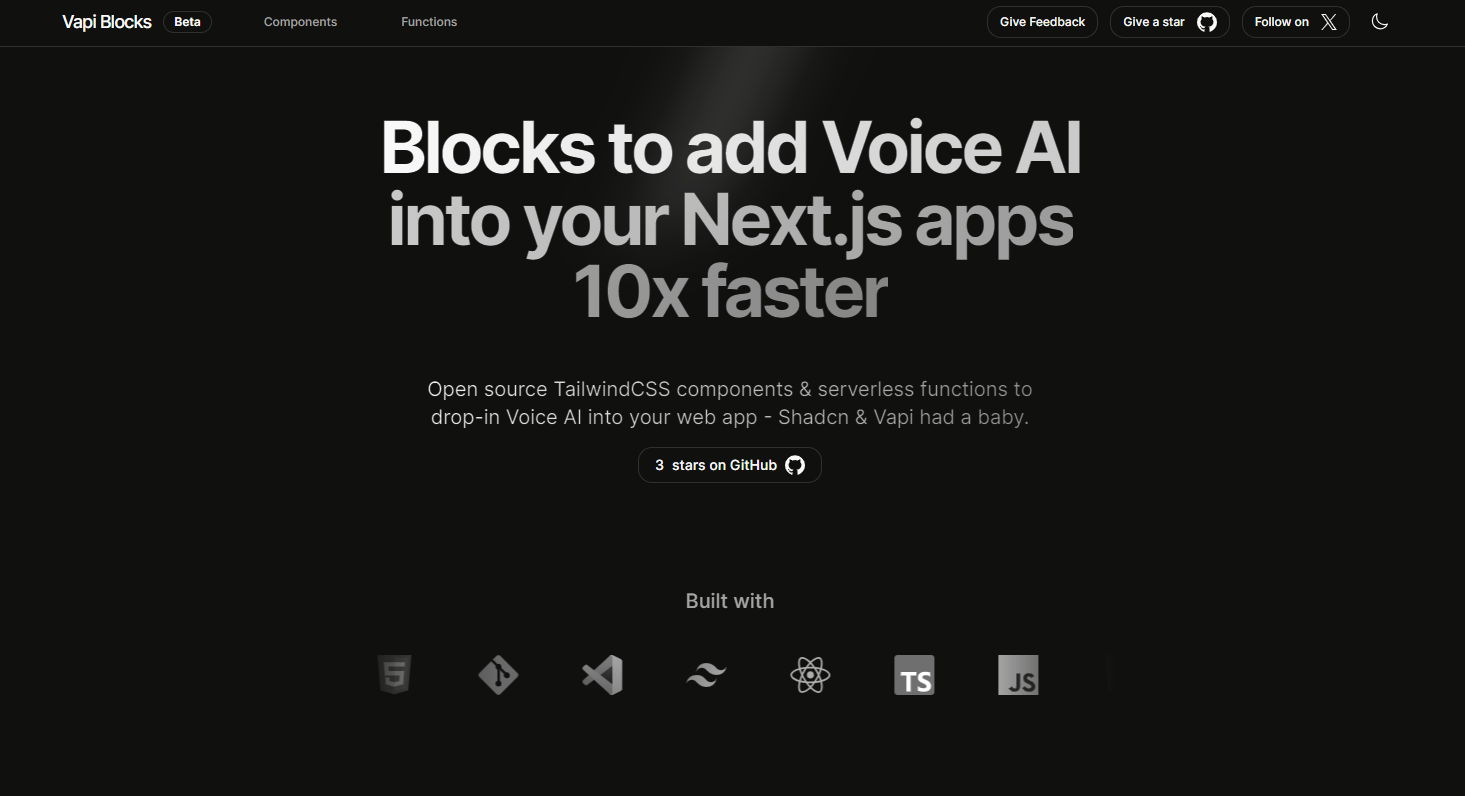 Vapi Blocks Beta Components Functions Give Feedback Give a star Follow on
Blocks to add Voice AI
into your Next.js apps
10x faster
Open source TailwindCSS components & serverless functions to
drop-in Voice AI into your web app - Shadcn & Vapi had a baby.
3 stars on GitHub
Built with
5 TS JS